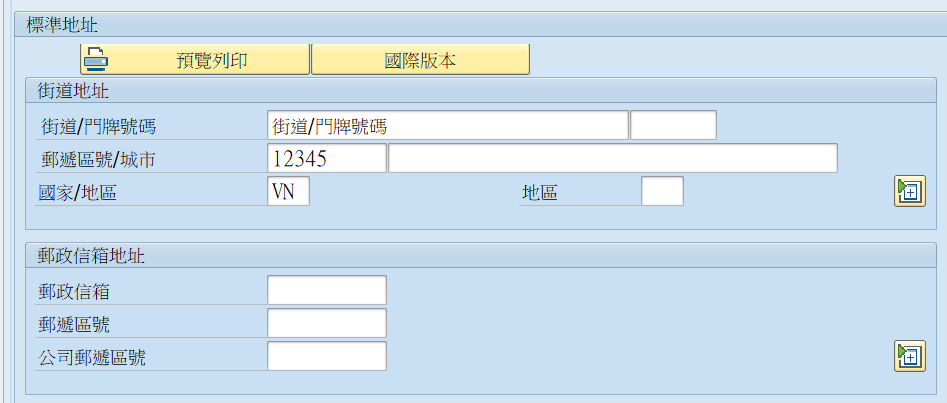 標準地址
預覽列印 國際版本
街道地址
街道/門牌號碼 街道/門牌號碼
郵遞區號/城市 12345
國家/地區 VN 地區
郵政信箱地址
郵政信箱
郵遞區號
公司郵遞區號